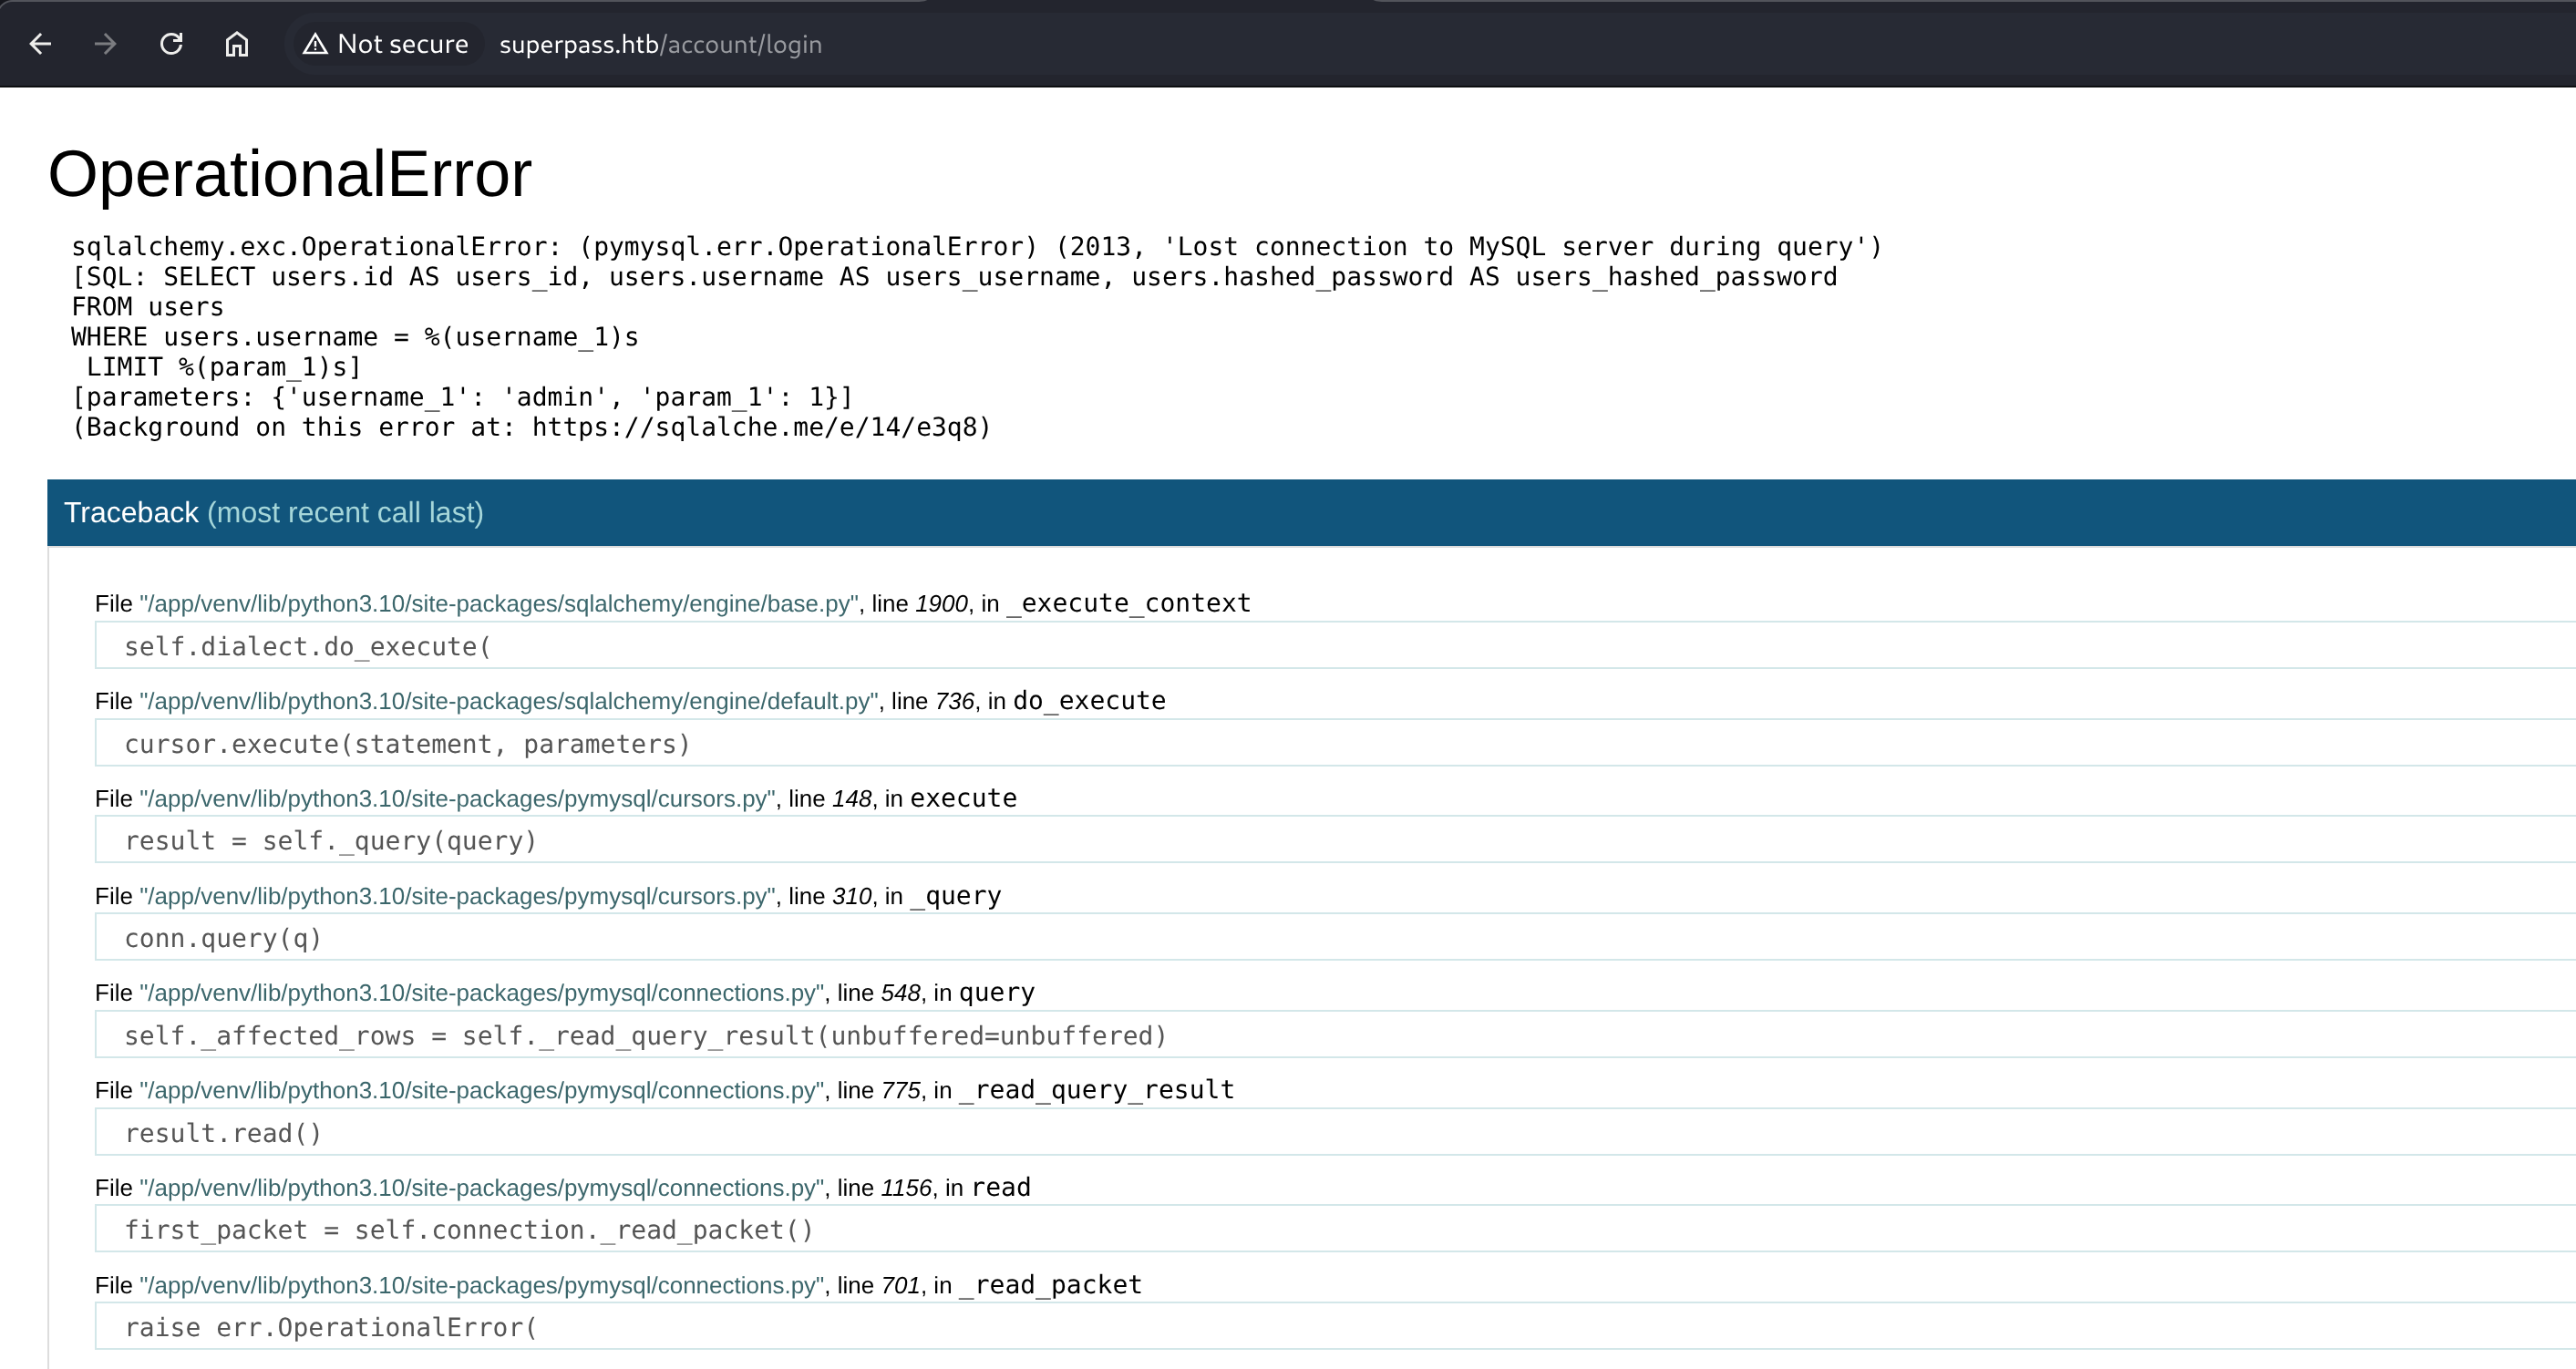 Not secure superpass.htb/account/login
OperationalError
sqlalchemy.exc.OperationalError: (pymysql.err.OperationalError) (2013, 'Lost connection to MySQL server during query')
[SQL: SELECT users.id AS users_id, users.username AS users_username, users.hashed_password AS users_hashed_password
FROM users
WHERE users.username = %(username_1)s
 LIMIT %(param_1)s]
[parameters: {'username_1': 'admin', 'param_1': 1}]
(Background on this error at: https://sqlalche.me/e/14/e3q8)
Traceback (most recent call last)
File "/app/venv/lib/python3.10/site-packages/sqlalchemy/engine/base.py", line 1900, in _execute_context
self.dialect.do_execute(
File "/app/venv/lib/python3.10/site-packages/sqlalchemy/engine/default.py", line 736, in do_execute
cursor.execute(statement, parameters)
File "/app/venv/lib/python3.10/site-packages/pymysql/cursors.py", line 148, in execute
result = self._query(query)
File "/app/venv/lib/python3.10/site-packages/pymysql/cursors.py", line 310, in _query
conn.query(q)
File "/app/venv/lib/python3.10/site-packages/pymysql/connections.py", line 548, in query
self._affected_rows = self._read_query_result(unbuffered=unbuffered)
File "/app/venv/lib/python3.10/site-packages/pymysql/connections.py", line 775, in _read_query_result
result.read()
File "/app/venv/lib/python3.10/site-packages/pymysql/connections.py", line 1156, in read
first_packet = self.connection._read_packet()
File "/app/venv/lib/python3.10/site-packages/pymysql/connections.py", line 701, in _read_packet
raise err.OperationalError(